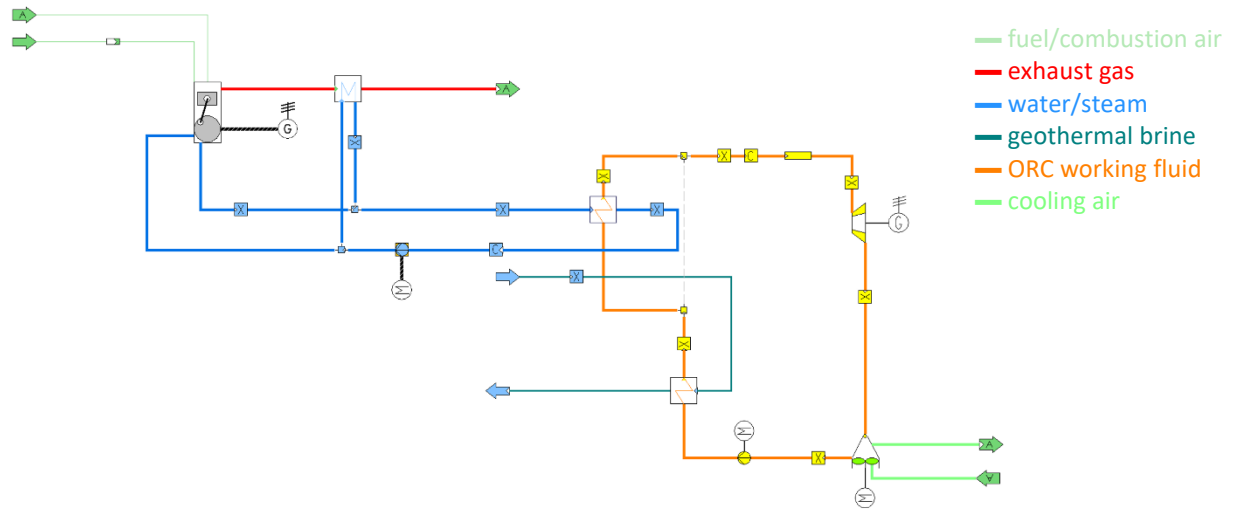 A
fuel/combustion air
exhaust gas
water/steam
geothermal brine
ORC working fluid
cooling air
A
G
X
X
X
X
X
C
X
C
X
X
G
X
X
X
A
A